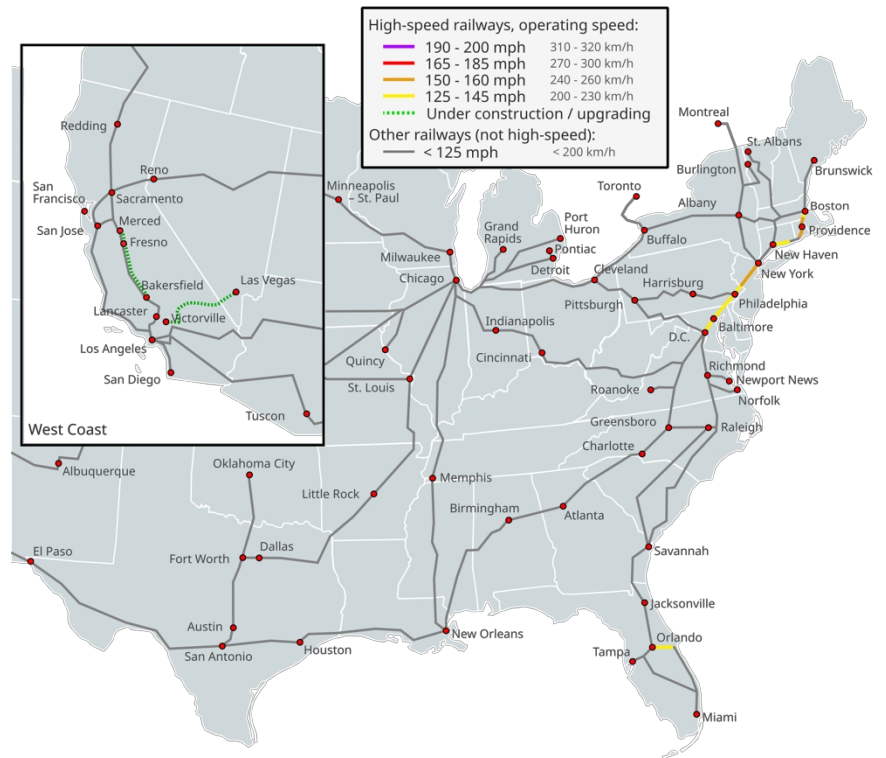 High-speed railways, operating speed:
190 - 200 mph 310 - 320 km/h
165 - 185 mph 270 - 300 km/h
150 - 160 mph 240 - 260 km/h
125 - 145 mph 200 - 230 km/h
Under construction / upgrading
Other railways (not high-speed):
< 125 mph < 200 km/h
Redding
Reno
San
Francisco
Sacramento
San Jose
Merced
Fresno
Bakersfield
Las Vegas
Lancaster
Victorville
Los Angeles
San Diego
Tuscon
West Coast
Montreal
St. Albans
Burlington
Brunswick
Minneapolis
– St. Paul
Toronto
Albany
Boston
Grand
Rapids
Port
Huron
Buffalo
Providence
Milwaukee
Pontiac
New Haven
Chicago
Detroit
Cleveland
New York
Harrisburg
Pittsburgh
Philadelphia
Indianapolis
Baltimore
D.C.
Quincy
Cincinnati
Richmond
St. Louis
Newport News
Roanoke
Norfolk
Greensboro
Raleigh
Charlotte
Albuquerque
Oklahoma City
Memphis
Little Rock
Birmingham
Atlanta
El Paso
Fort Worth
Dallas
Savannah
Jacksonville
Austin
New Orleans
Orlando
San Antonio
Houston
Tampa
Miami